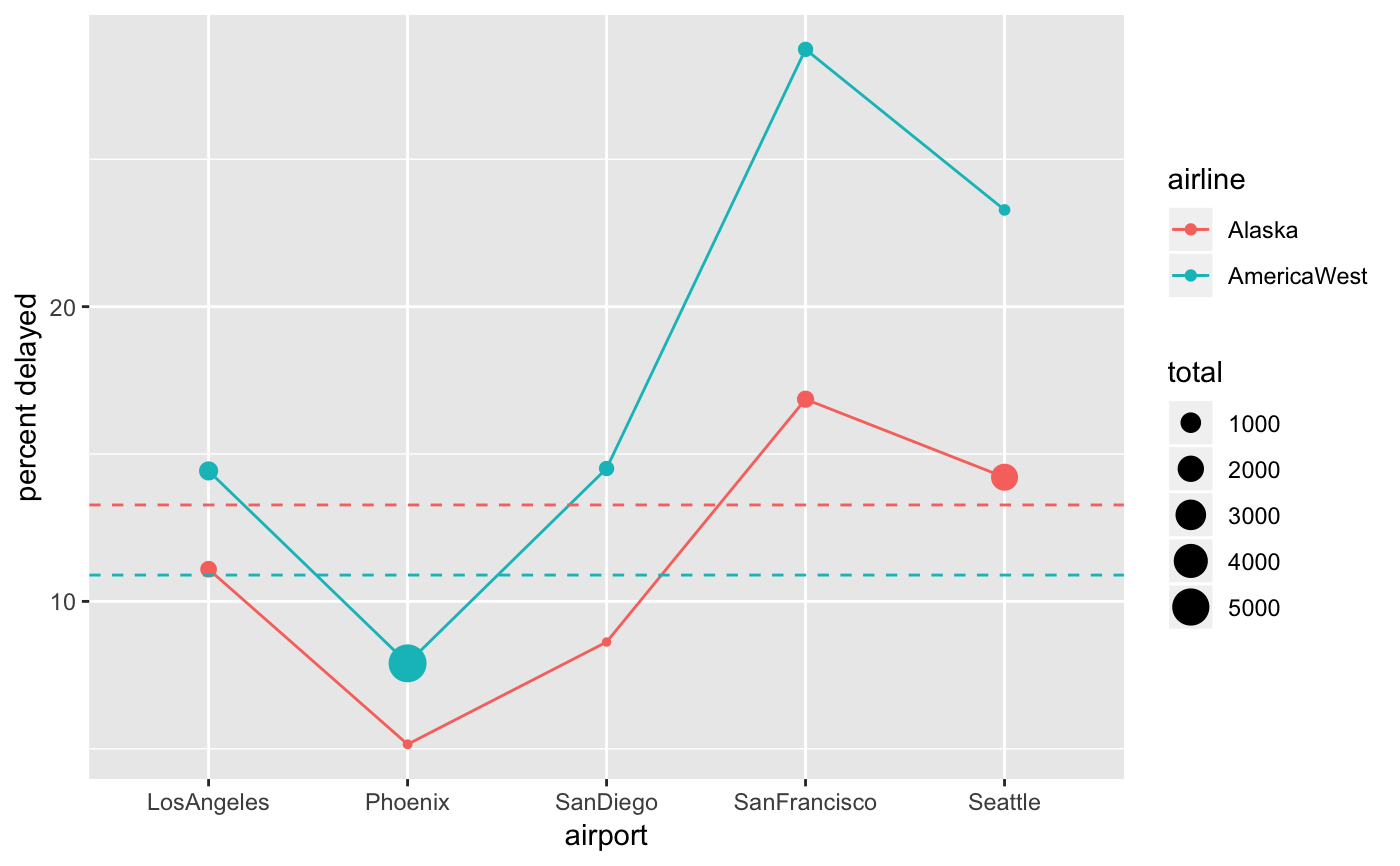 percent delayed
20
10
LosAngeles
Phoenix
SanDiego
SanFrancisco
Seattle
airport
airline
Alaska
AmericaWest
total
1000
2000
3000
4000
5000